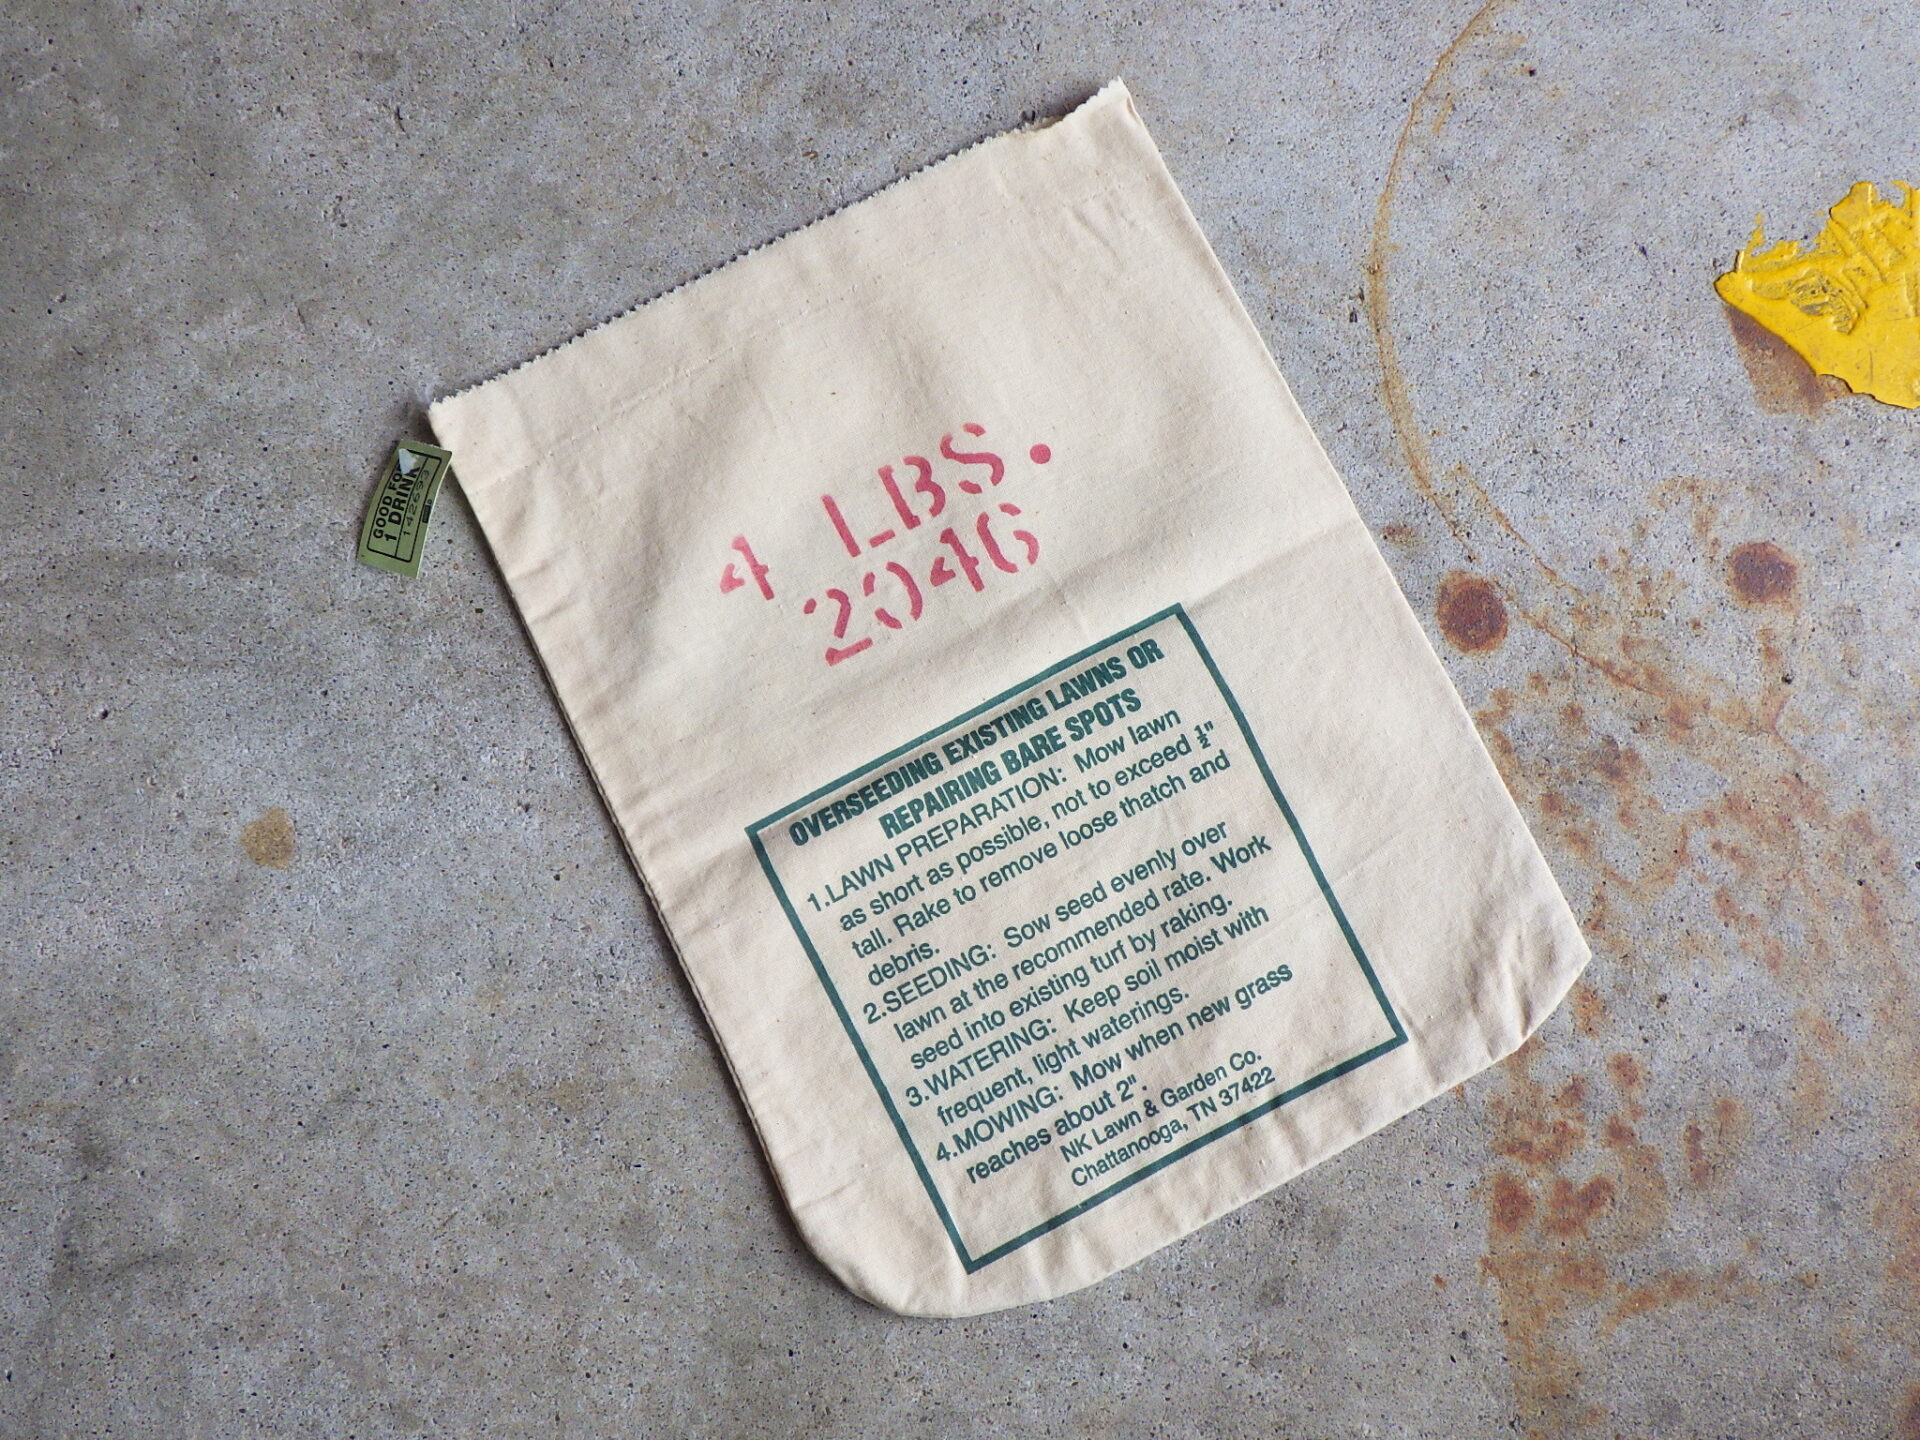 4 LBS.
2046
OVERSEEDING EXISTING LAWNS OR
REPAIRING BARE SPOTS
1.LAWN PREPARATION: Mow lawn
as short as possible, not to exceed ½"
tall. Rake to remove loose thatch and
debris.
2.SEEDING: Sow seed evenly over
lawn at the recommended rate. Work
seed into existing turf by raking.
3.WATERING: Keep soil moist with
frequent, light waterings.
4.MOWING: Mow when new grass
reaches about 2".
NK Lawn & Garden Co.
Chattanooga, TN 37422
GOOD FOR
1 DRINK